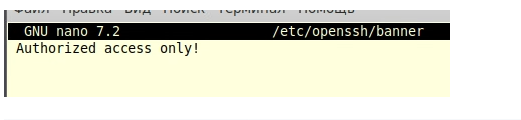 Файл Правка Вид Поиск Терминал Помощь
GNU nano 7.2 /etc/openssh/banner
Authorized access only!